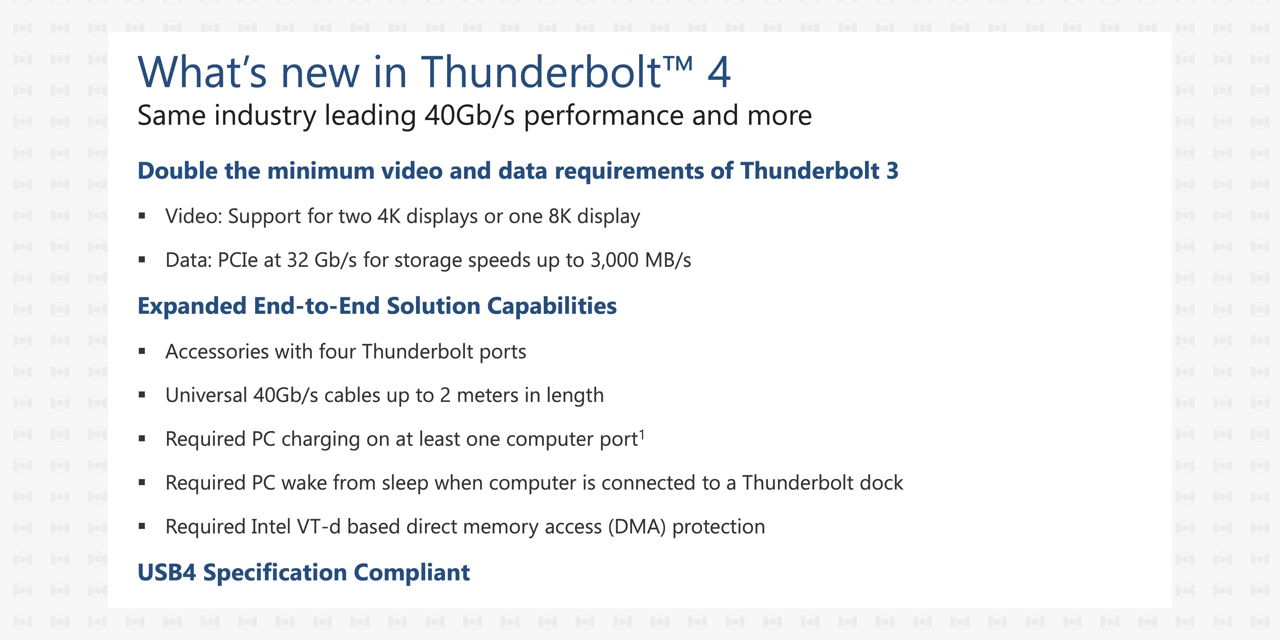 What’s new in Thunderbolt™ 4
Same industry leading 40Gb/s performance and more
Double the minimum video and data requirements of Thunderbolt 3
▪ Video: Support for two 4K displays or one 8K display
▪ Data: PCIe at 32 Gb/s for storage speeds up to 3,000 MB/s
Expanded End-to-End Solution Capabilities
▪ Accessories with four Thunderbolt ports
▪ Universal 40Gb/s cables up to 2 meters in length
▪ Required PC charging on at least one computer port¹
▪ Required PC wake from sleep when computer is connected to a Thunderbolt dock
▪ Required Intel VT-d based direct memory access (DMA) protection
USB4 Specification Compliant